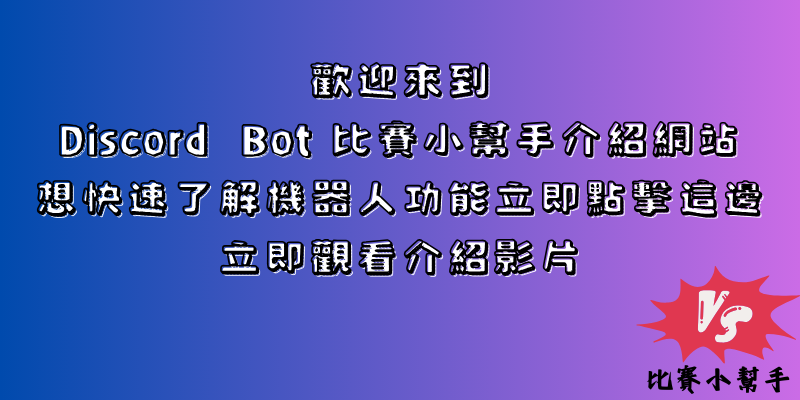 歡迎來到
Discord Bot 比賽小幫手介紹網站
想快速了解機器人功能立即點擊這邊
立即觀看介紹影片
VS
比賽小幫手